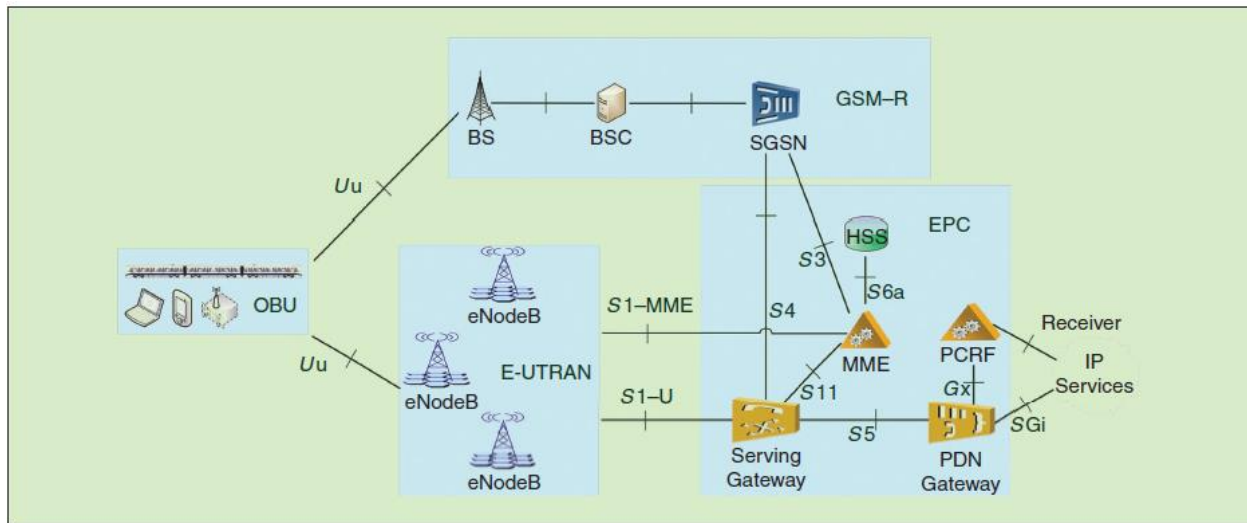 GSM–R
BS
BSC
SGSN
Uu
EPC
HSS
S3
S6a
OBU
eNodeB
S1–MME
S4
Receiver
MME
PCRF
IP
Services
Uu
eNodeB
E-UTRAN
S1–U
S11
Gx
S5
SGi
eNodeB
Serving
Gateway
PDN
Gateway